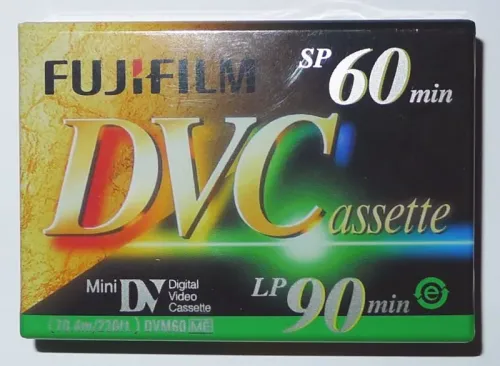 FUJIFILM
SP 60 min
DVCassette
Mini DV Digital Video Cassette
LP 90 min
e
DVM60